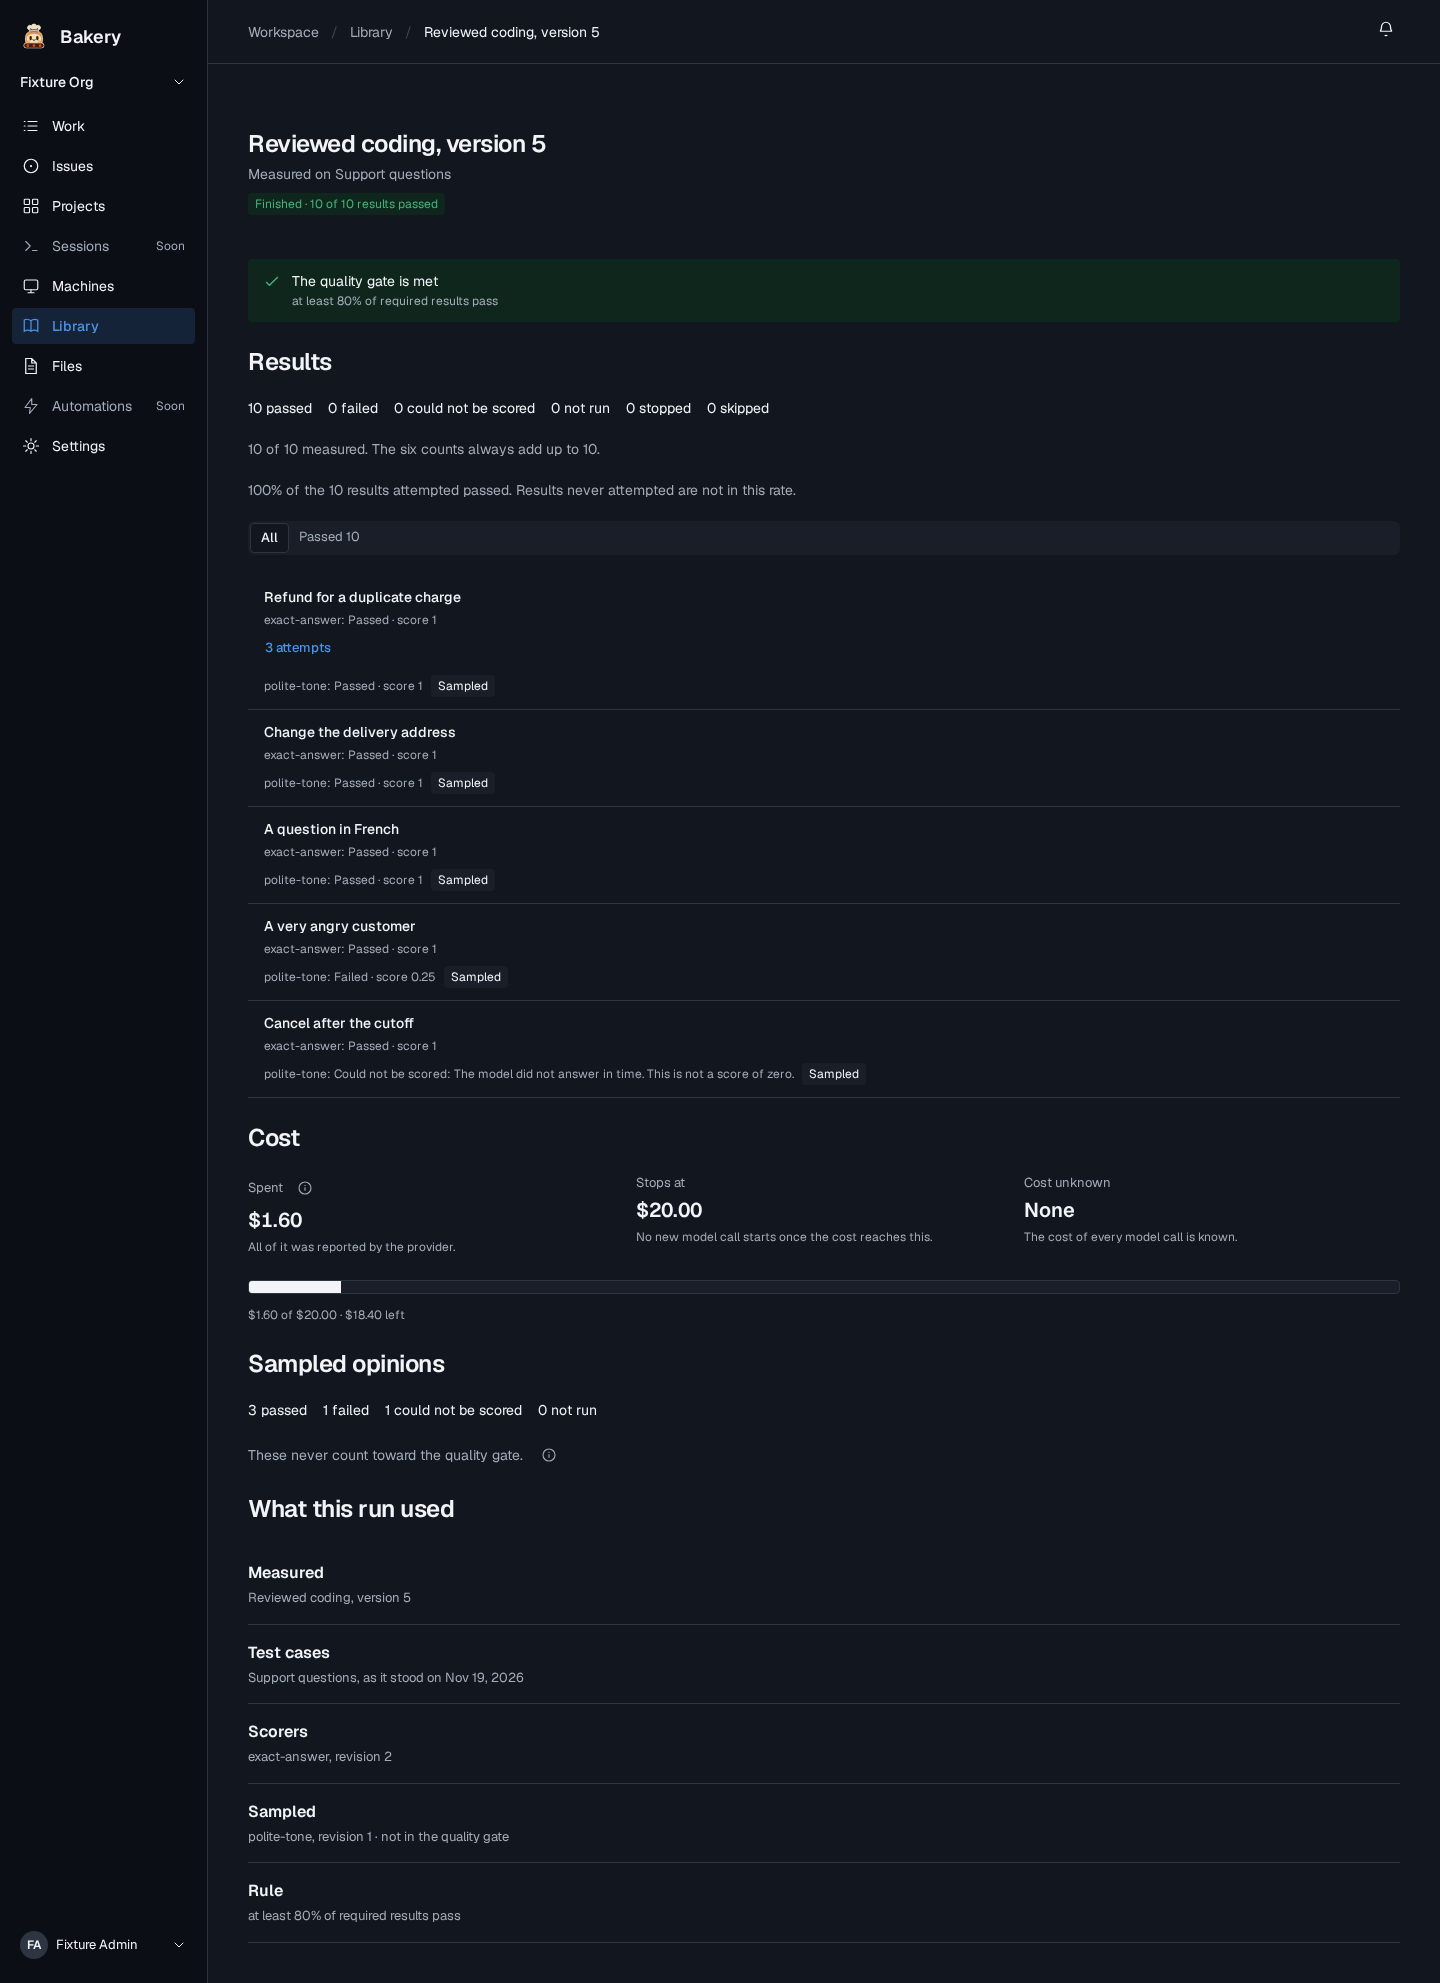 Bakery
Fixture Org
Work
Issues
Projects
Sessions Soon
Machines
Library
Files
Automations Soon
Settings
FA Fixture Admin
Workspace / Library / Reviewed coding, version 5
Reviewed coding, version 5
Measured on Support questions
Finished · 10 of 10 results passed
The quality gate is met
at least 80% of required results pass
Results
10 passed 0 failed 0 could not be scored 0 not run 0 stopped 0 skipped
10 of 10 measured. The six counts always add up to 10.
100% of the 10 results attempted passed. Results never attempted are not in this rate.
All Passed 10
Refund for a duplicate charge
exact-answer: Passed · score 1
3 attempts
polite-tone: Passed · score 1 Sampled
Change the delivery address
exact-answer: Passed · score 1
polite-tone: Passed · score 1 Sampled
A question in French
exact-answer: Passed · score 1
polite-tone: Passed · score 1 Sampled
A very angry customer
exact-answer: Passed · score 1
polite-tone: Failed · score 0.25 Sampled
Cancel after the cutoff
exact-answer: Passed · score 1
polite-tone: Could not be scored: The model did not answer in time. This is not a score of zero. Sampled
Cost
Spent
$1.60
All of it was reported by the provider.
Stops at
$20.00
No new model call starts once the cost reaches this.
Cost unknown
None
The cost of every model call is known.
$1.60 of $20.00 · $18.40 left
Sampled opinions
3 passed 1 failed 1 could not be scored 0 not run
These never count toward the quality gate.
What this run used
Measured
Reviewed coding, version 5
Test cases
Support questions, as it stood on Nov 19, 2026
Scorers
exact-answer, revision 2
Sampled
polite-tone, revision 1 · not in the quality gate
Rule
at least 80% of required results pass